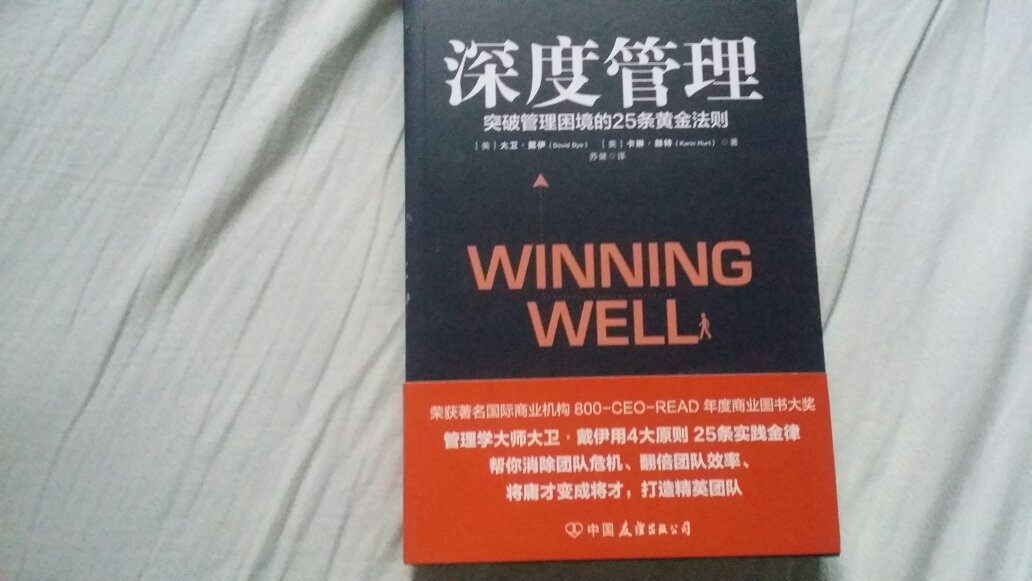 深度管理
突破管理困境的25条黄金法则
[美] 大卫·戴伊 (David Dye) [美] 卡琳·赫特 (Karin Hurt) ◎ 著
苏健 ◎ 译
WINNING
WELL
荣获著名国际商业机构 800-CEO-READ 年度商业图书大奖
管理学大师大卫·戴伊用4大原则 25条实践金律
帮你消除团队危机、翻倍团队效率、
将庸才变成将才，打造精英团队
中国友谊出版公司